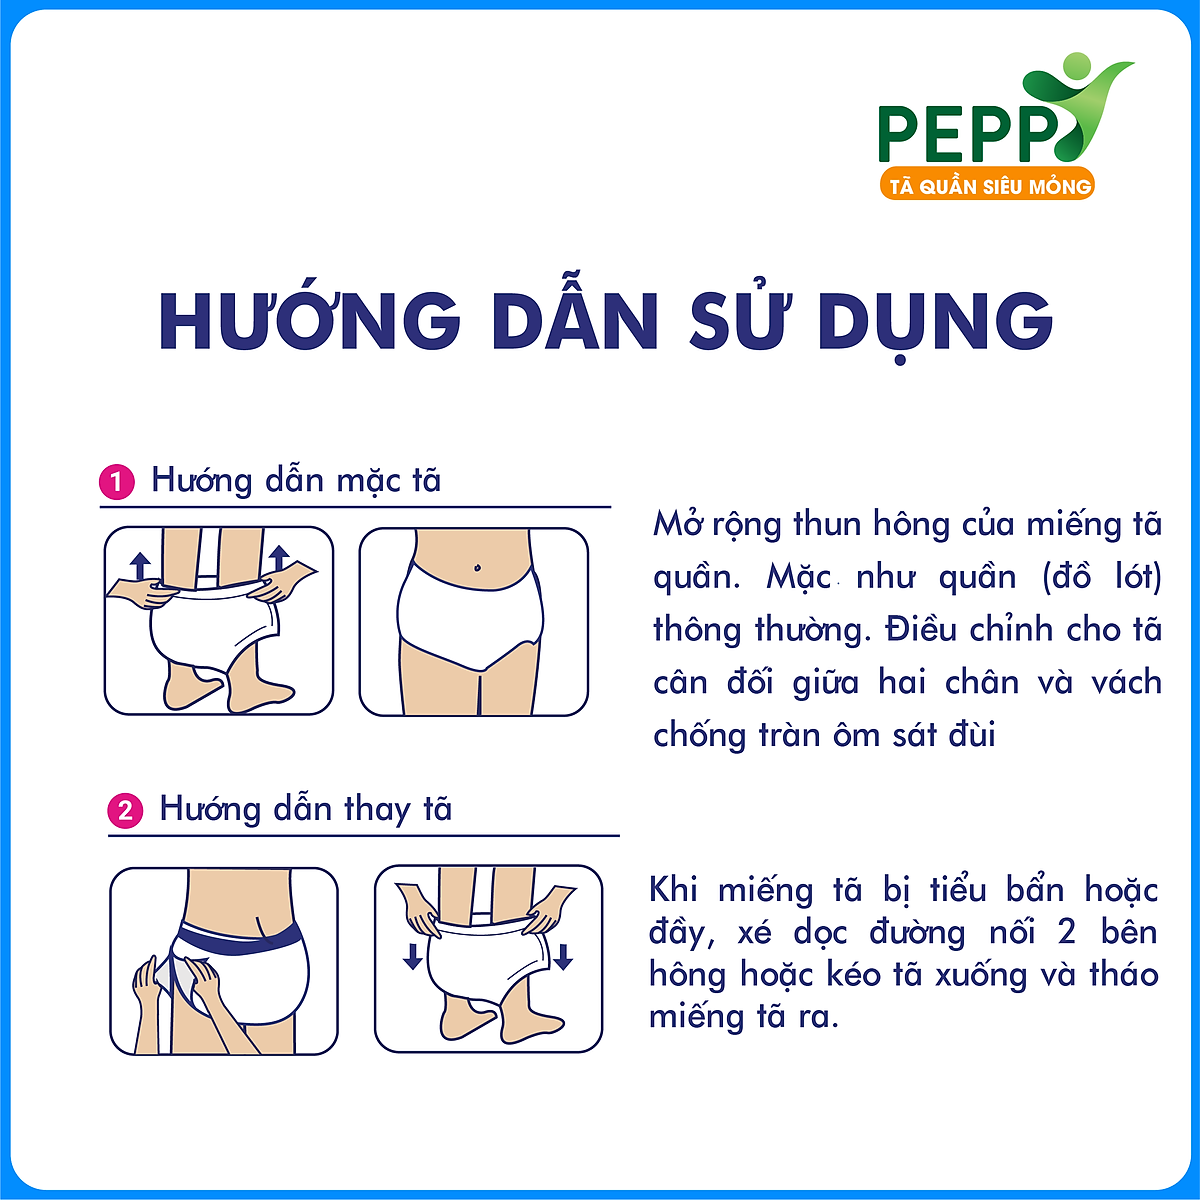 PEPPY
TÃ QUẦN SIÊU MỎNG
HƯỚNG DẪN SỬ DỤNG
1 Hướng dẫn mặc tã
Mở rộng thun hông của miếng tã
quần. Mặc như quần (đồ lót)
thông thường. Điều chỉnh cho tã
cân đối giữa hai chân và vách
chống tràn ôm sát đùi
2 Hướng dẫn thay tã
Khi miếng tã bị tiểu bẩn hoặc
đầy, xé dọc đường nối 2 bên
hông hoặc kéo tã xuống và tháo
miếng tã ra.